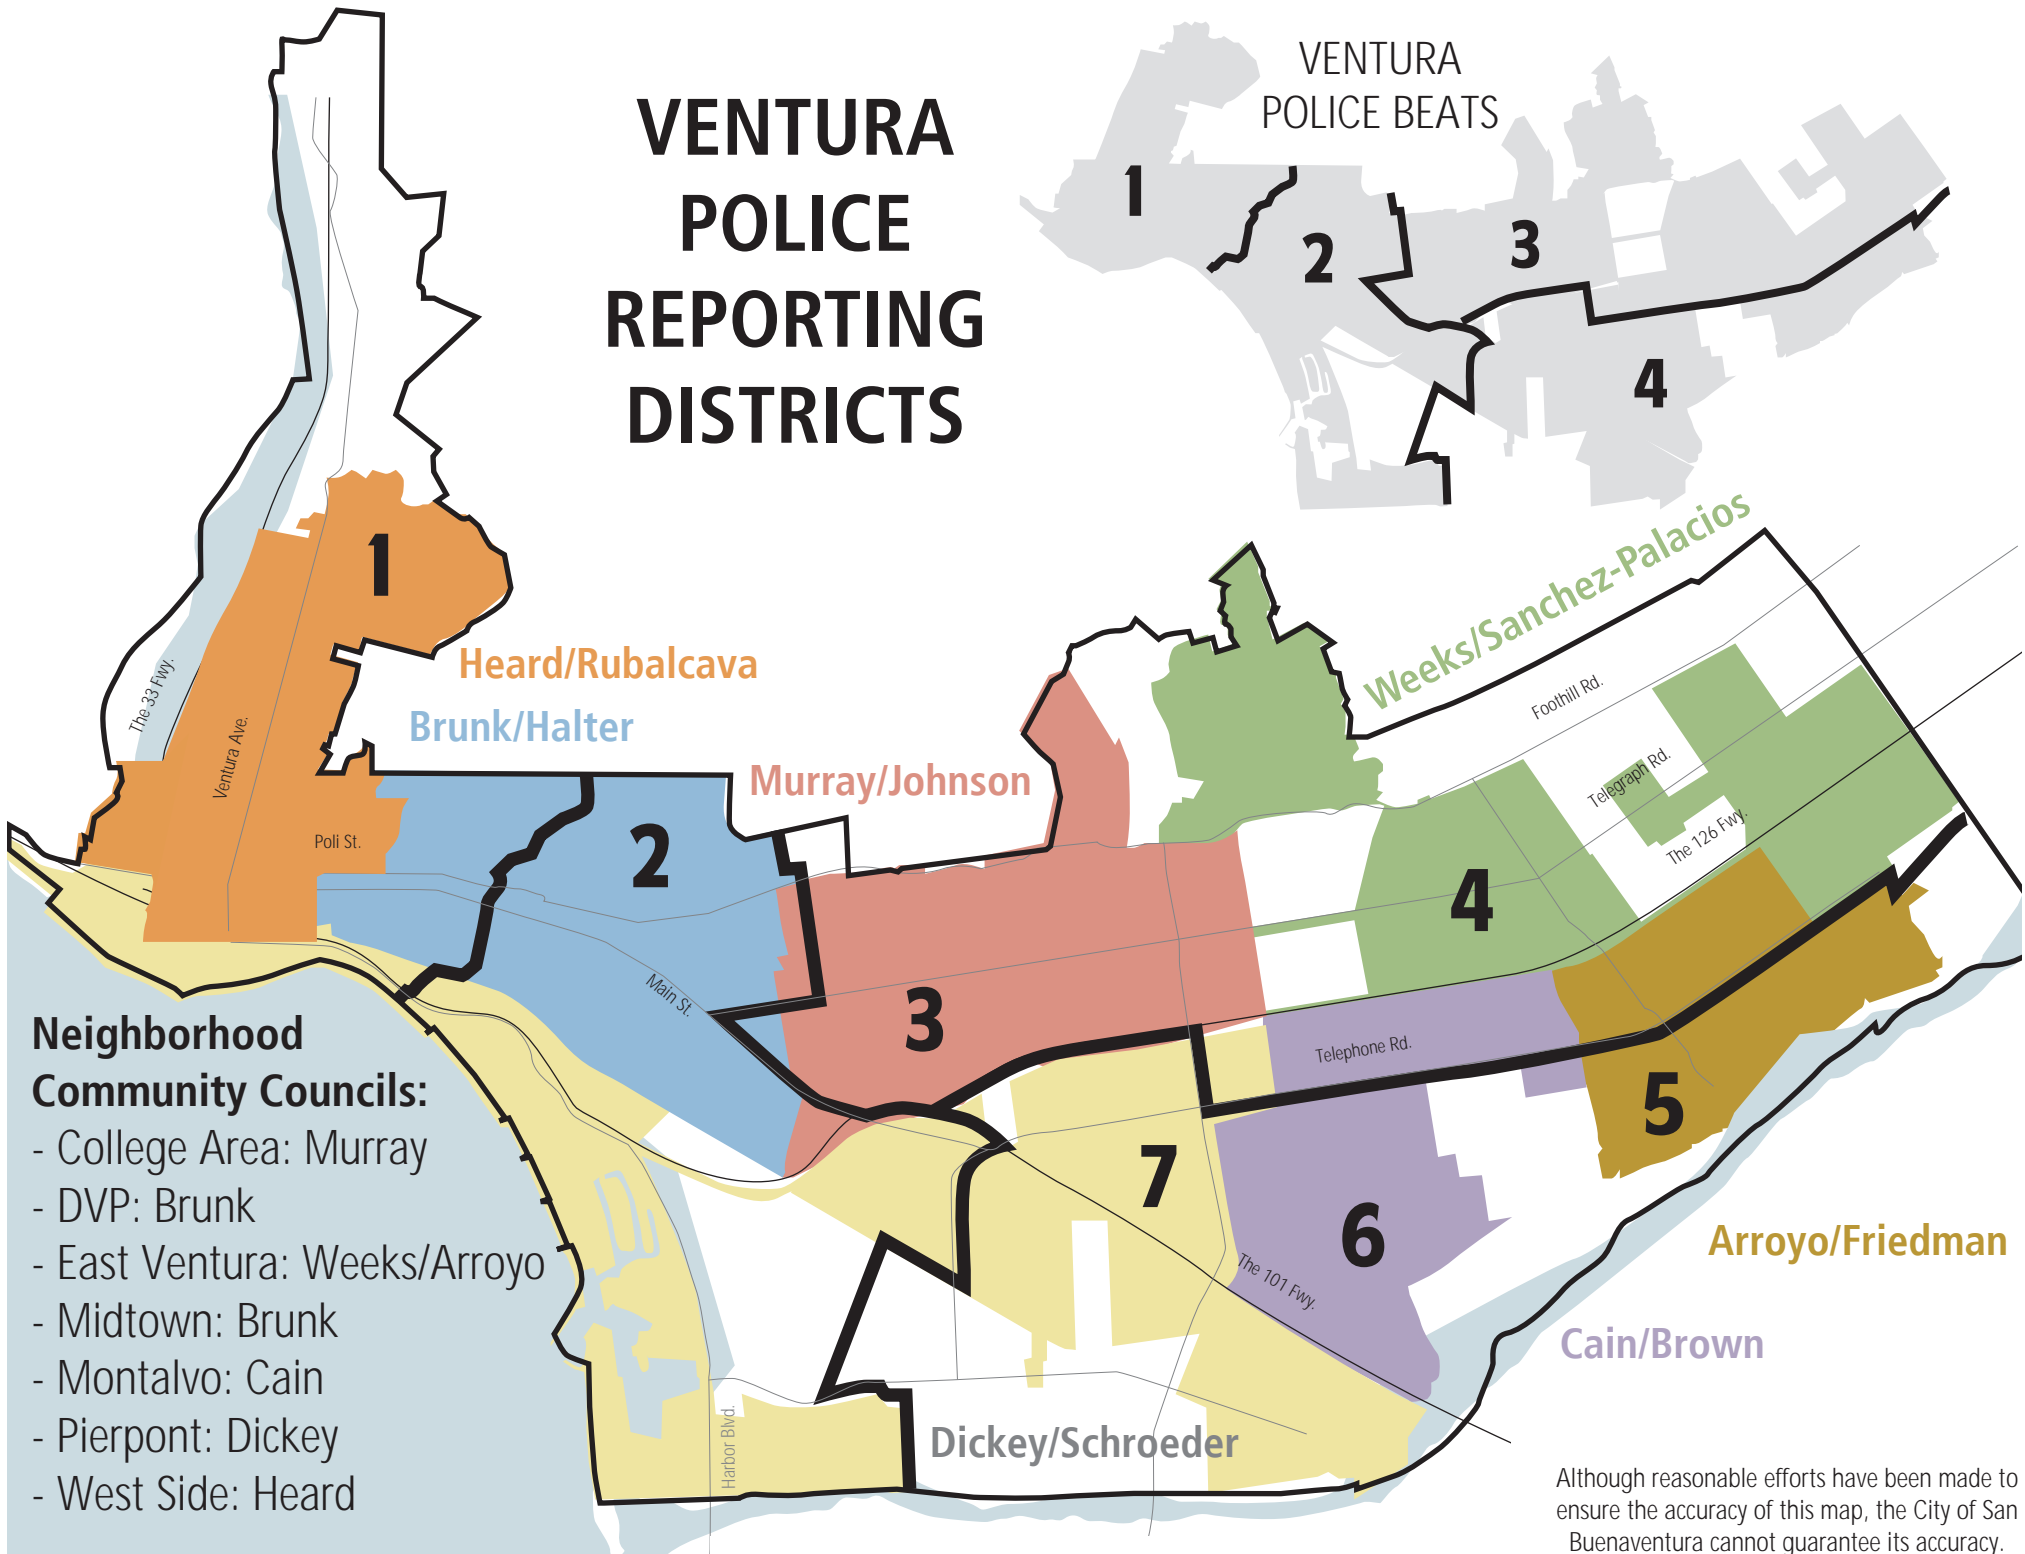 VENTURA
POLICE
REPORTING
DISTRICTS
VENTURA
POLICE BEATS
1
2
3
4
1
Heard/Rubalcava
Brunk/Halter
Murray/Johnson
Weeks/Sanchez-Palacios
The 33 Fwy.
Ventura Ave.
Poli St.
2
Main St.
3
Foothill Rd.
Telegraph Rd.
The 126 Fwy.
4
Telephone Rd.
5
7
6
The 101 Fwy.
Arroyo/Friedman
Cain/Brown
Dickey/Schroeder
Harbor Blvd.
Neighborhood
Community Councils:
- College Area: Murray
- DVP: Brunk
- East Ventura: Weeks/Arroyo
- Midtown: Brunk
- Montalvo: Cain
- Pierpont: Dickey
- West Side: Heard
Although reasonable efforts have been made to
ensure the accuracy of this map, the City of San
Buenaventura cannot guarantee its accuracy.